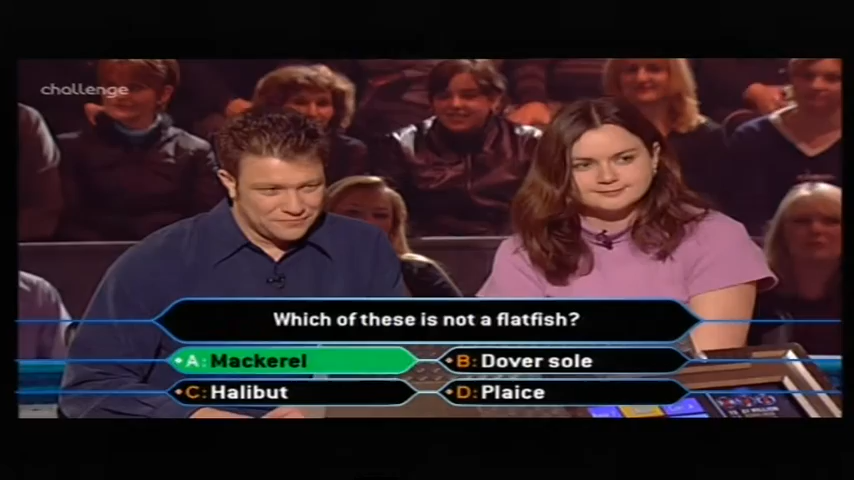 challenge
Which of these is not a flatfish?
A: Mackerel
B: Dover sole
C: Halibut
D: Plaice